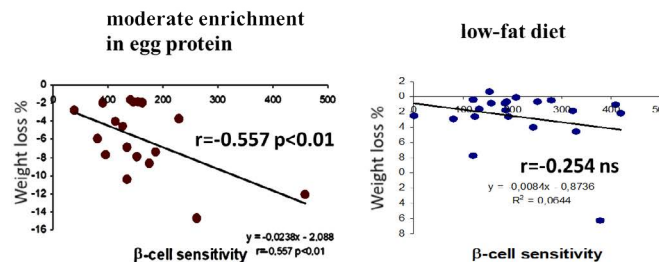 moderate enrichment
in egg protein
0
-2
-4
-6
-8
-10
-12
-14
-16
0 100 200 300 400 500
Weight loss %
r=-0.557 p<0.01
y = -0.0238x - 2,088
r=-0.557 p<0.01
β-cell sensitivity
low-fat diet
2
0
2
4
6
8
0
2
4
6
8
0 100 200 300 400 500
Weight loss %
r=-0.254 ns
y = -0,0084x - 0,8736
R² = 0,0644
β-cell sensitivity